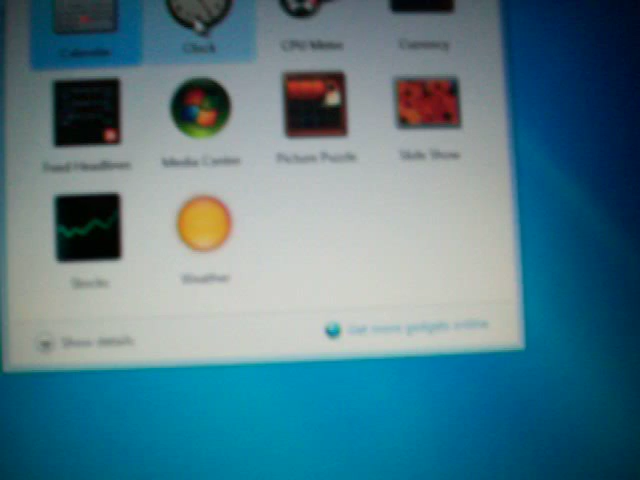 Calendar Clock CPU Meter Currency
Feed Headlines Media Center Picture Puzzle Slide Show
Stocks Weather
Show details Get more gadgets online